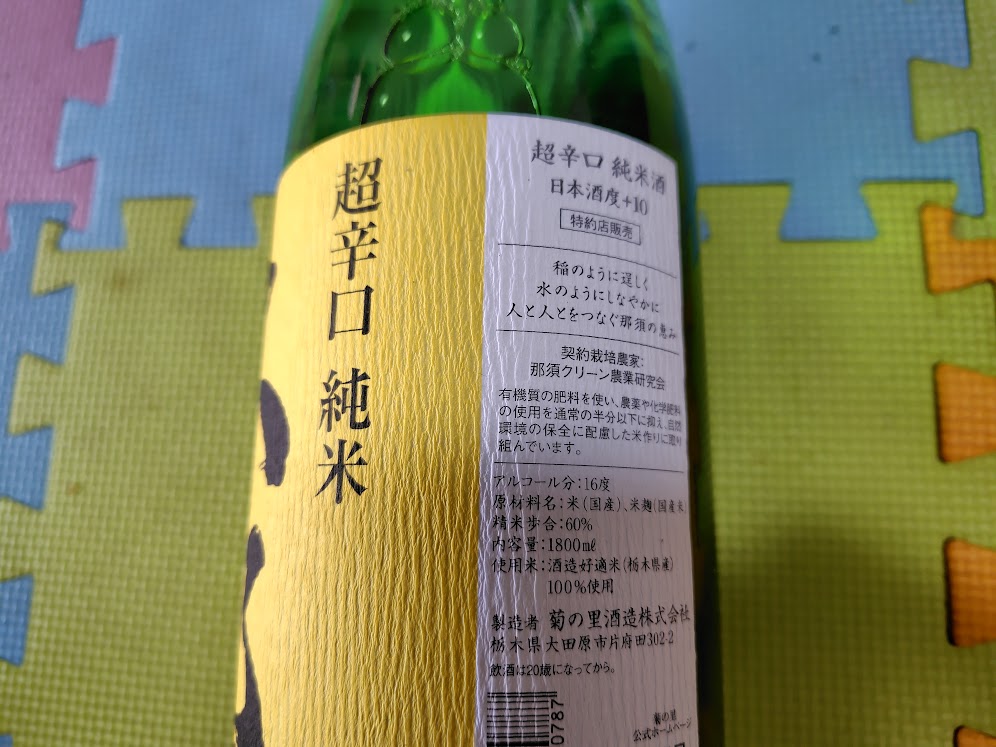 超辛口 純米
超辛口 純米酒
日本酒度+10
特約店販売
稲のように逞しく
水のようにしなやかに
人と人とをつなぐ那須の恵み
契約栽培農家:
那須クリーン農業研究会
有機質の肥料を使い、農薬や化学肥料
の使用を通常の半分以下に抑え、自然
環境の保全に配慮した米作りに取り
組んでいます。
アルコール分:16度
原材料名:米(国産)、米麹(国産米
精米歩合:60%
内容量:1800㎖
使用米:酒造好適米(栃木県産)
100%使用
製造者 菊の里酒造株式会社
栃木県大田原市片府田302-2
飲酒は20歳になってから。
0787
菊の里
公式ホームページ